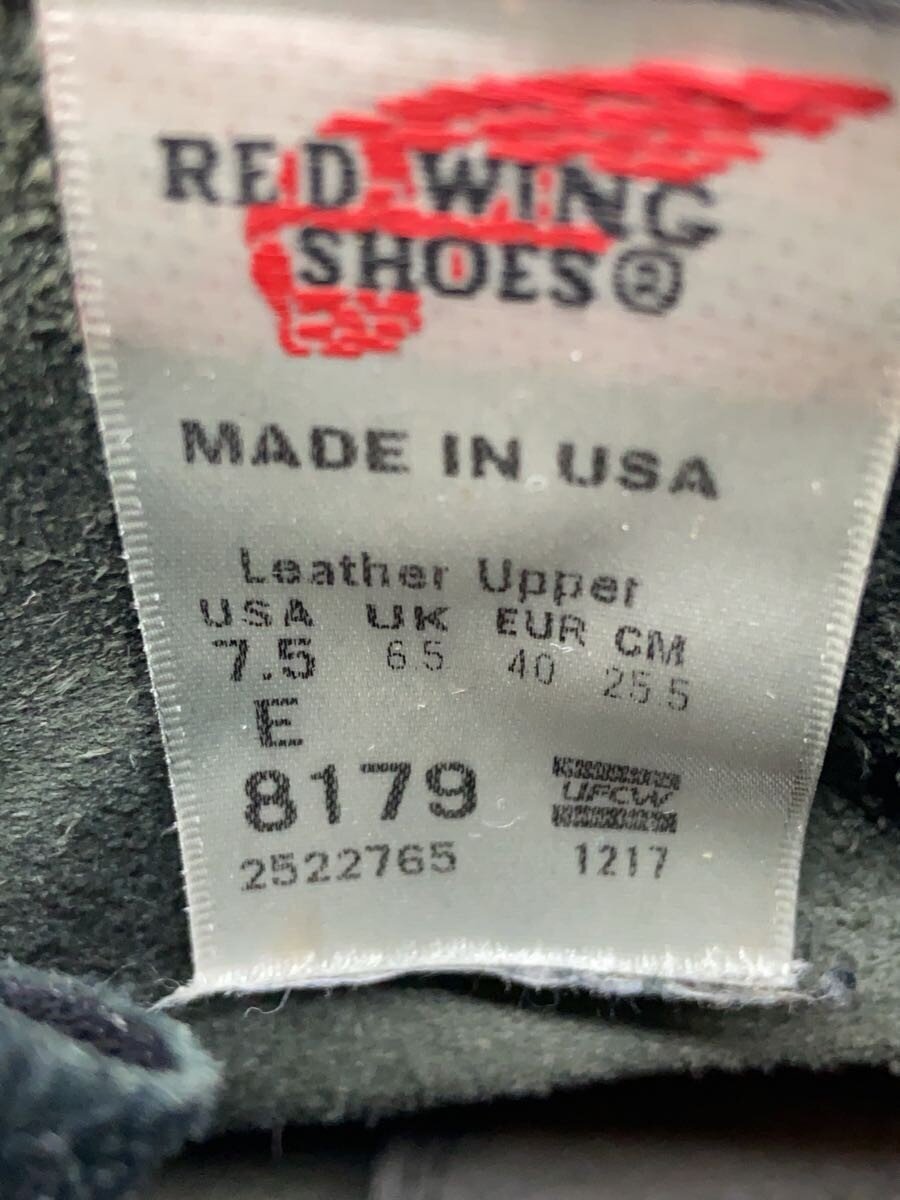 RED WING
SHOES®
MADE IN USA
Leather Upper
USA UK EUR CM
7.5 6.5 40 25.5
E
8179
UFCW
2522765 1217